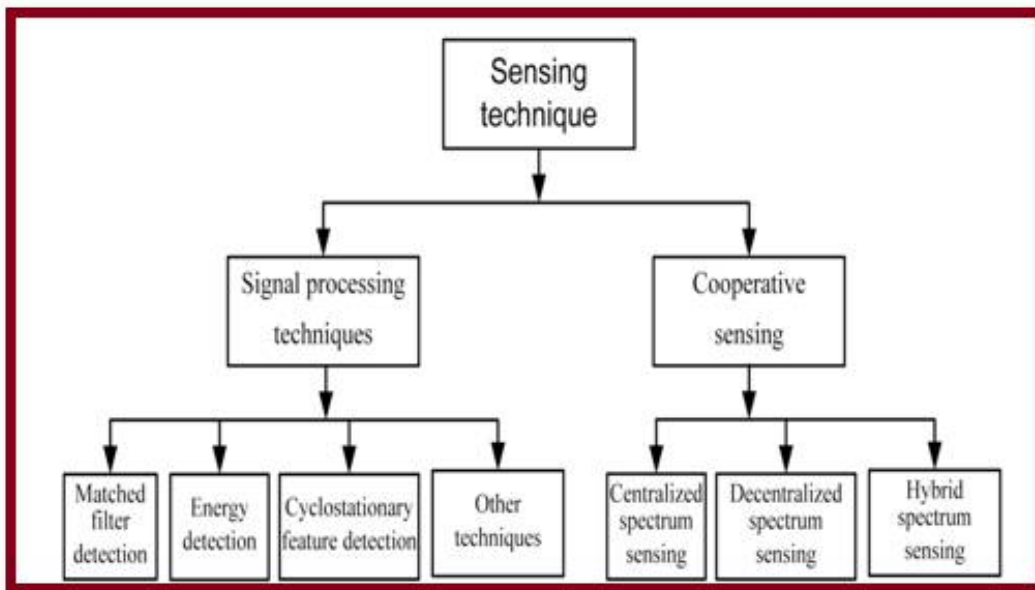 Sensing
technique
Signal processing
techniques
Cooperative
sensing
Matched
filter
detection
Energy
detection
Cyclostationary
feature detection
Other
techniques
Centralized
spectrum
sensing
Decentralized
spectrum
sensing
Hybrid
spectrum
sensing